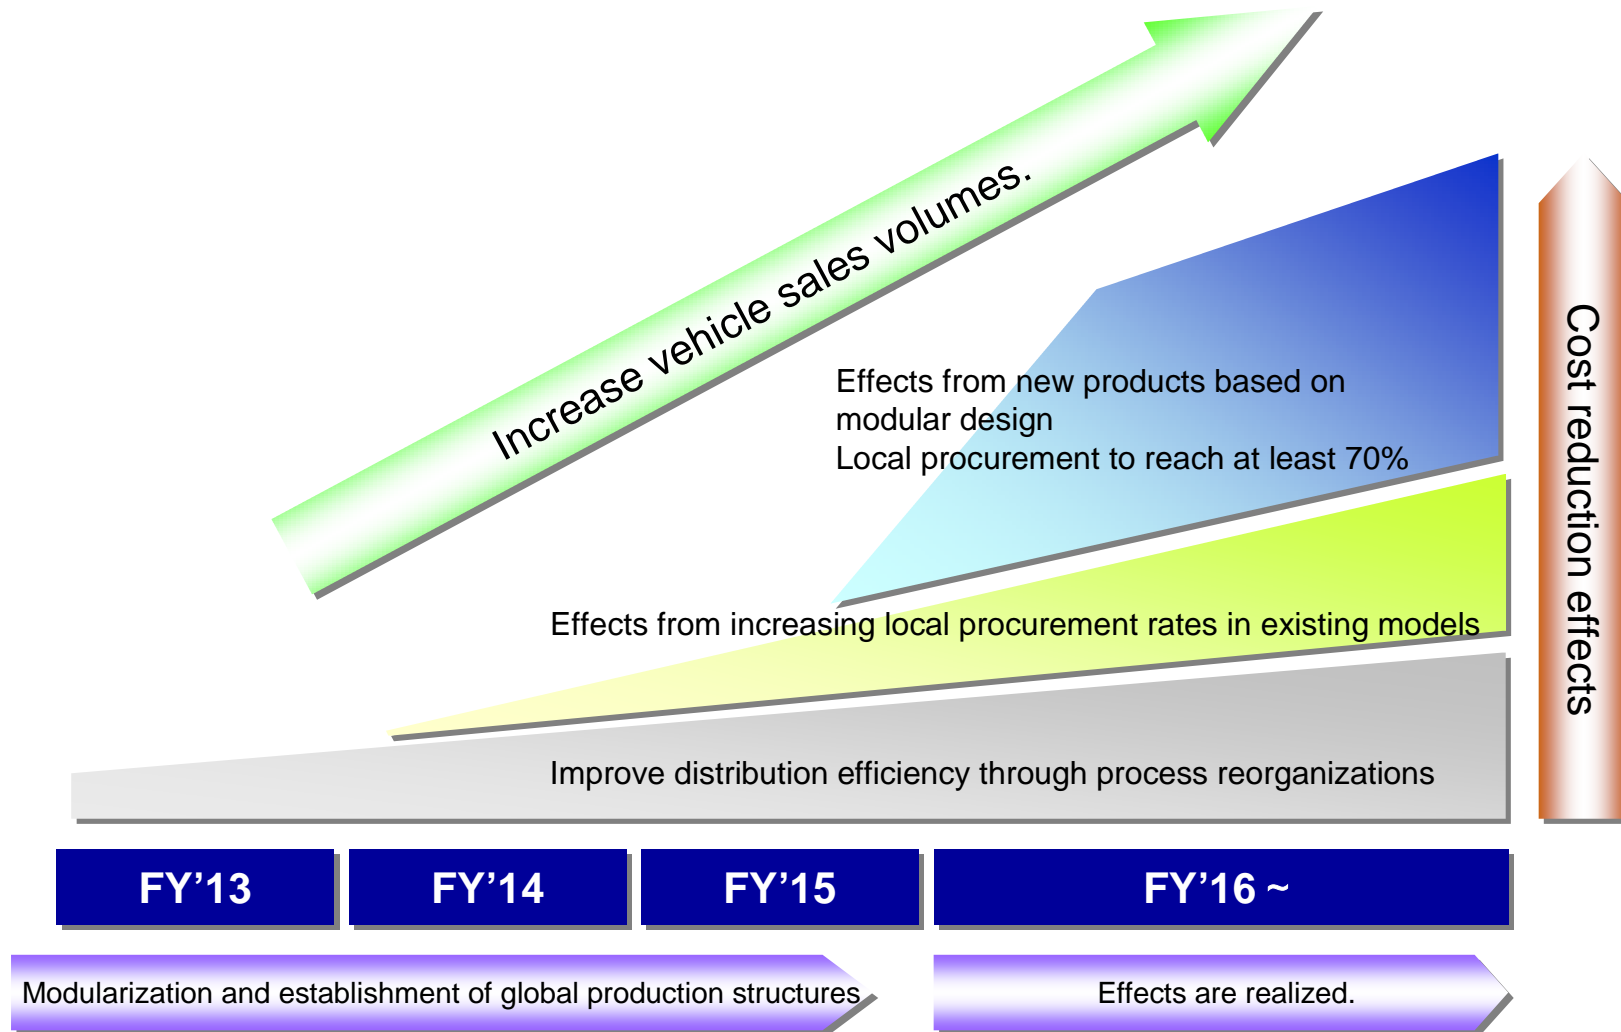 Increase vehicle sales volumes.
Effects from new products based on
modular design
Local procurement to reach at least 70%
Cost reduction effects
Effects from increasing local procurement rates in existing models
Improve distribution efficiency through process reorganizations
FY’13
FY’14
FY’15
FY’16 ~
Modularization and establishment of global production structures
Effects are realized.